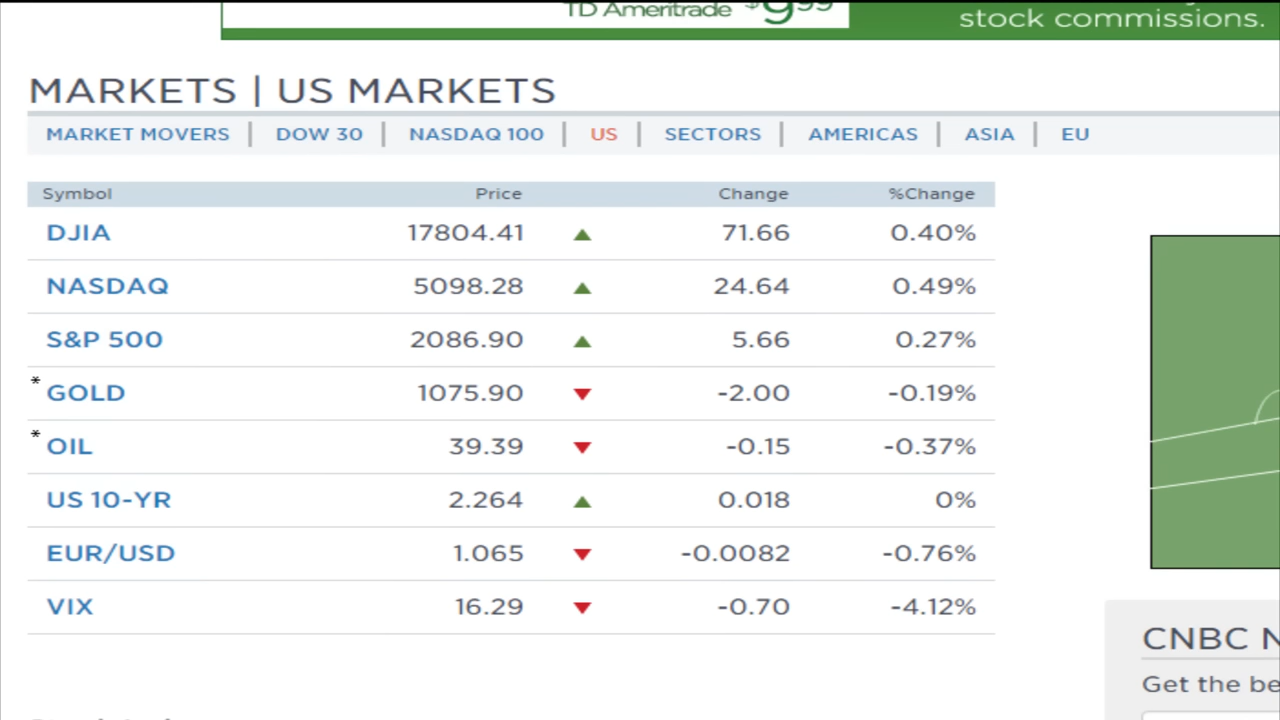 TD Ameritrade $9.99
stock commissions.
MARKETS | US MARKETS
MARKET MOVERS | DOW 30 | NASDAQ 100 | US | SECTORS | AMERICAS | ASIA | EU
Symbol Price Change %Change
DJIA 17804.41 ▲ 71.66 0.40%
NASDAQ 5098.28 ▲ 24.64 0.49%
S&P 500 2086.90 ▲ 5.66 0.27%
* GOLD 1075.90 ▼ -2.00 -0.19%
* OIL 39.39 ▼ -0.15 -0.37%
US 10-YR 2.264 ▲ 0.018 0%
EUR/USD 1.065 ▼ -0.0082 -0.76%
VIX 16.29 ▼ -0.70 -4.12%
CNBC N
Get the be